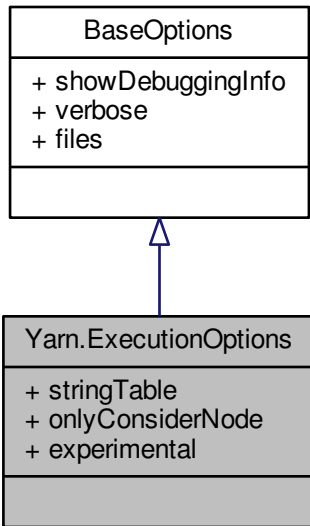 BaseOptions
+ showDebuggingInfo
+ verbose
+ files
Yarn.ExecutionOptions
+ stringTable
+ onlyConsiderNode
+ experimental